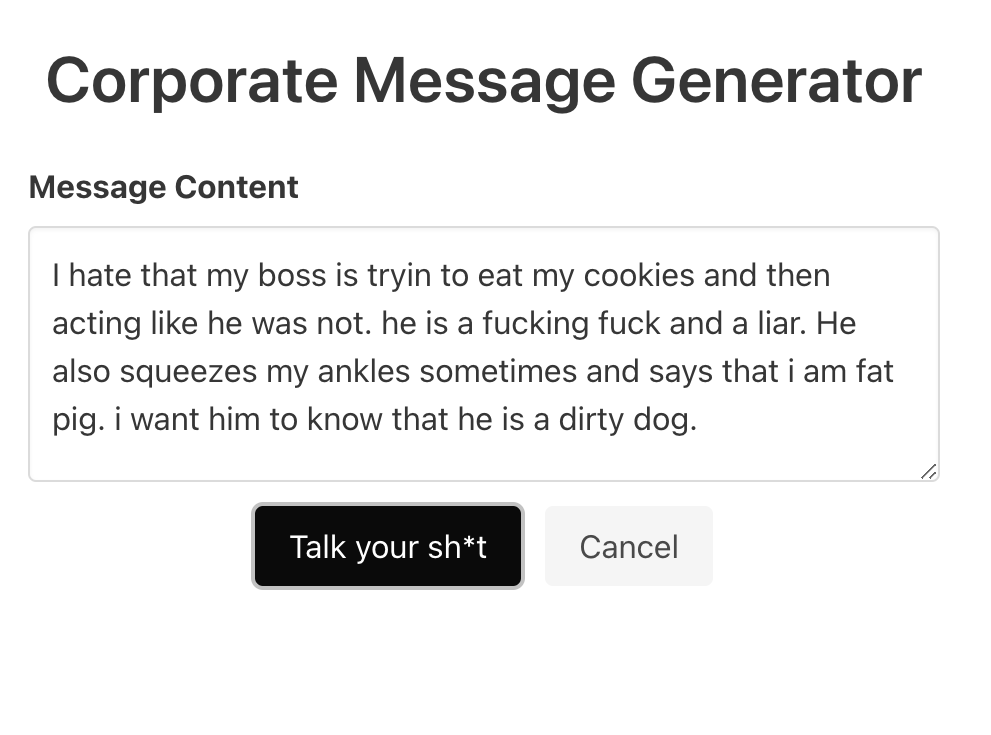 Corporate Message Generator
Message Content
I hate that my boss is tryin to eat my cookies and then
acting like he was not. he is a fucking fuck and a liar. He
also squeezes my ankles sometimes and says that i am fat
pig. i want him to know that he is a dirty dog.
Talk your sh*t
Cancel